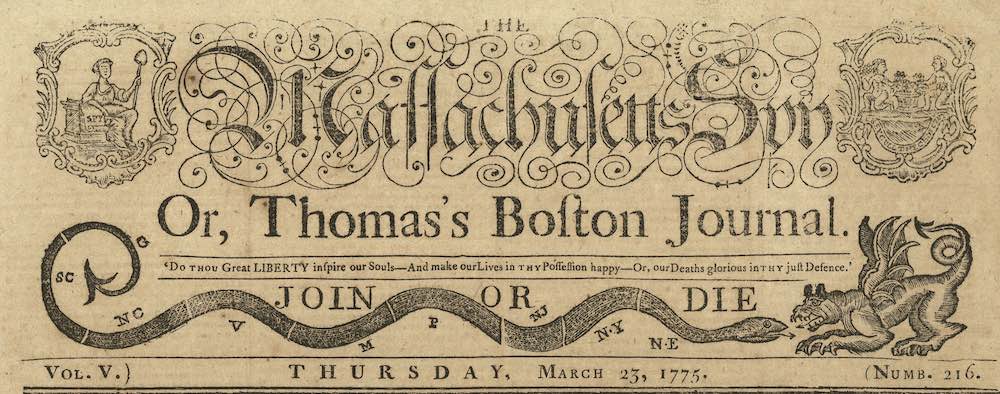 THE
Maſſachuſetts Spy
SPY
Or, Thomas's Boſton Journal.
'Do THOU Great LIBERTY inſpire our Souls—And make our Lives in THY Poſſeſſion happy—Or, our Deaths glorious in THY juſt Defence.'
JOIN OR DIE
G
SC
NC
V
M
P
NJ
N·Y
N·E
VOL. V.) THURSDAY, MARCH 23, 1775. (NUMB. 216.